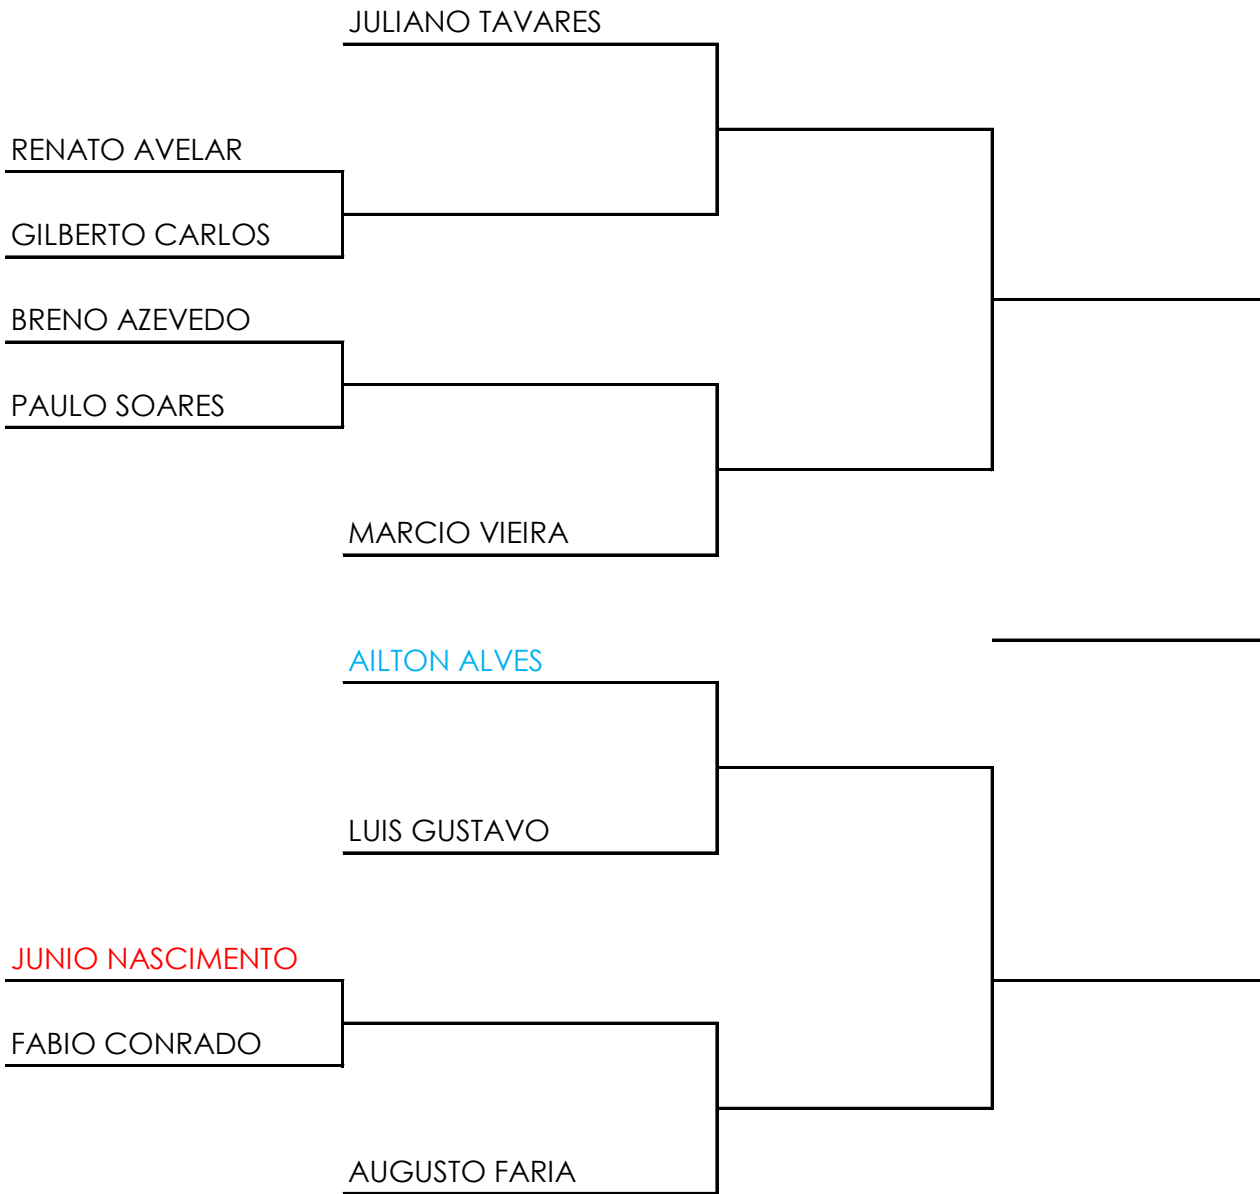 JULIANO TAVARES
RENATO AVELAR
GILBERTO CARLOS
BRENO AZEVEDO
PAULO SOARES
MARCIO VIEIRA
AILTON ALVES
LUIS GUSTAVO
JUNIO NASCIMENTO
FABIO CONRADO
AUGUSTO FARIA